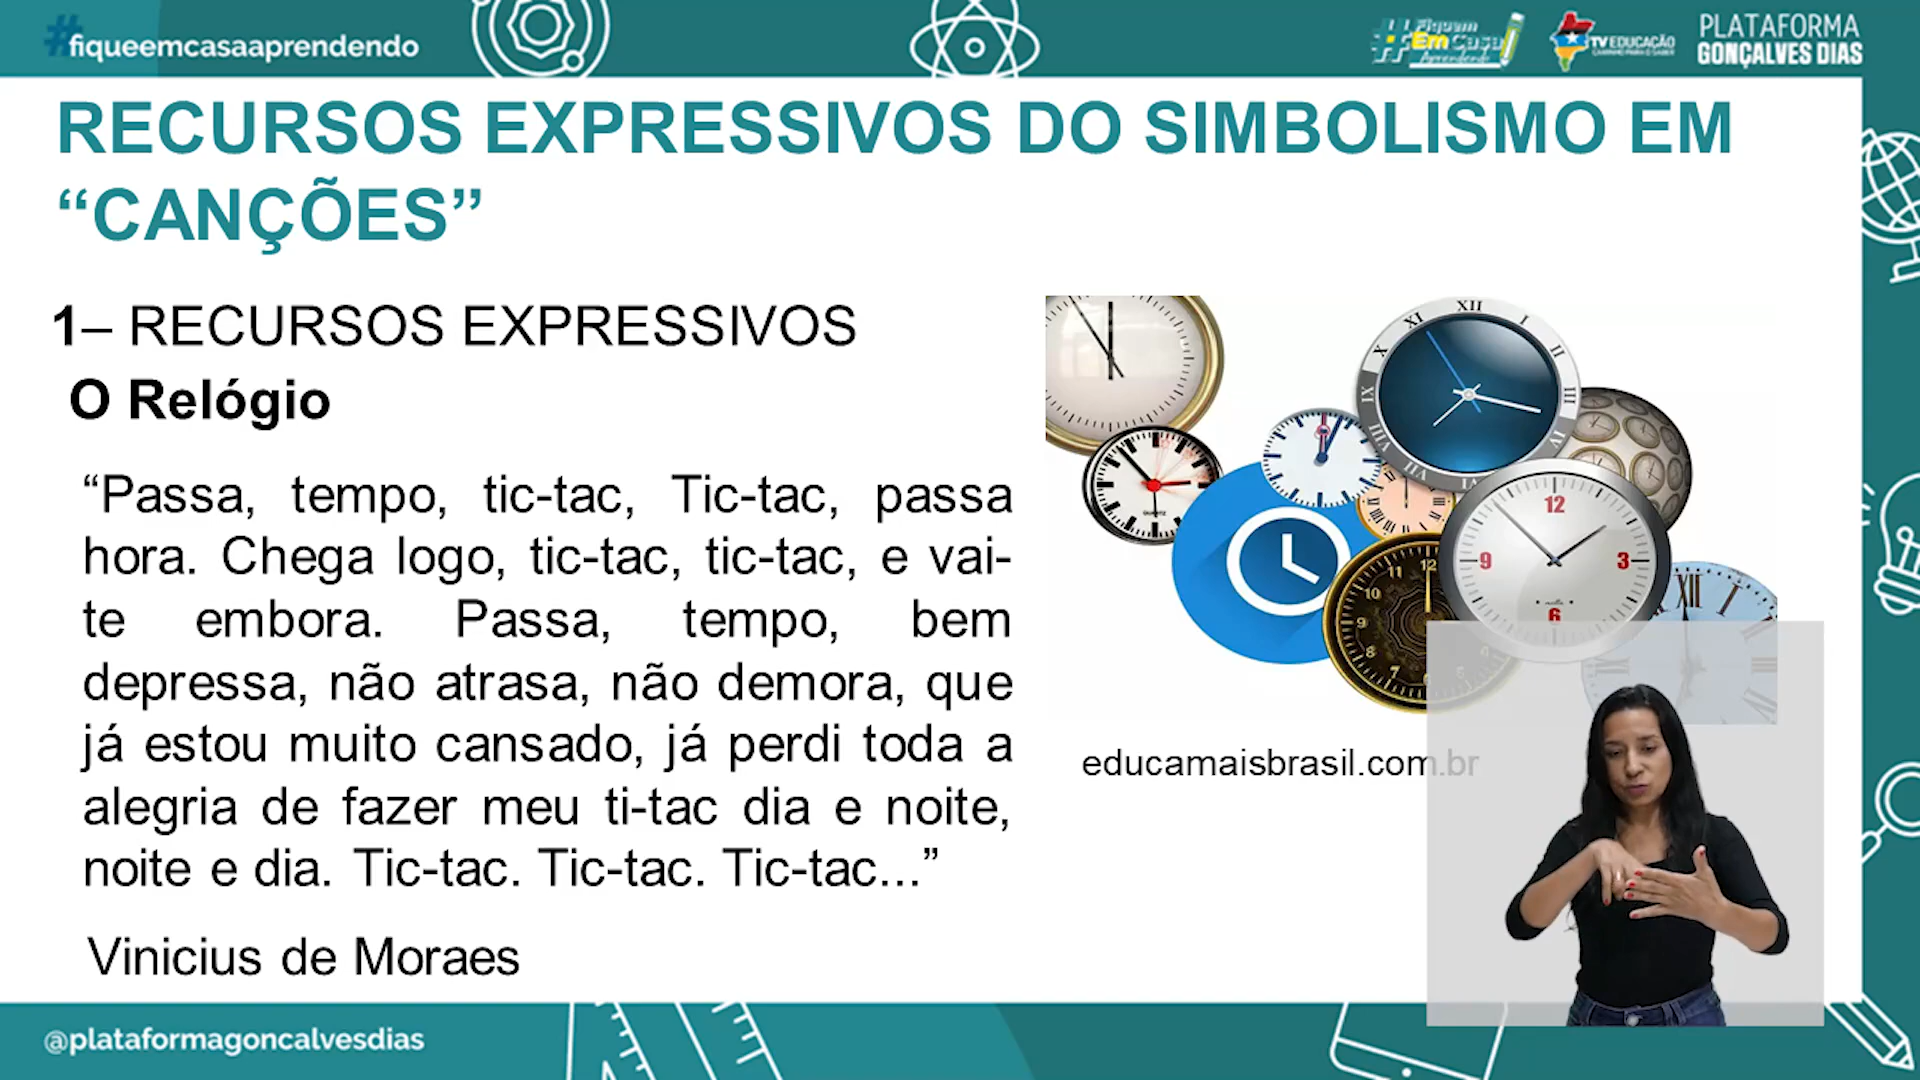 #fiqueemcasaaprendendo
#Fiquem
Em Casa
Aprendendo
TV EDUCAÇÃO
PLATAFORMA
GONÇALVES DIAS
RECURSOS EXPRESSIVOS DO SIMBOLISMO EM
“CANÇÕES”
1– RECURSOS EXPRESSIVOS
O Relógio
“Passa, tempo, tic-tac, Tic-tac, passa
hora. Chega logo, tic-tac, tic-tac, e vai-
te embora. Passa, tempo, bem
depressa, não atrasa, não demora, que
já estou muito cansado, já perdi toda a
alegria de fazer meu ti-tac dia e noite,
noite e dia. Tic-tac. Tic-tac. Tic-tac...”
Vinicius de Moraes
educamaisbrasil.com.br
@plataformagoncalvesdias